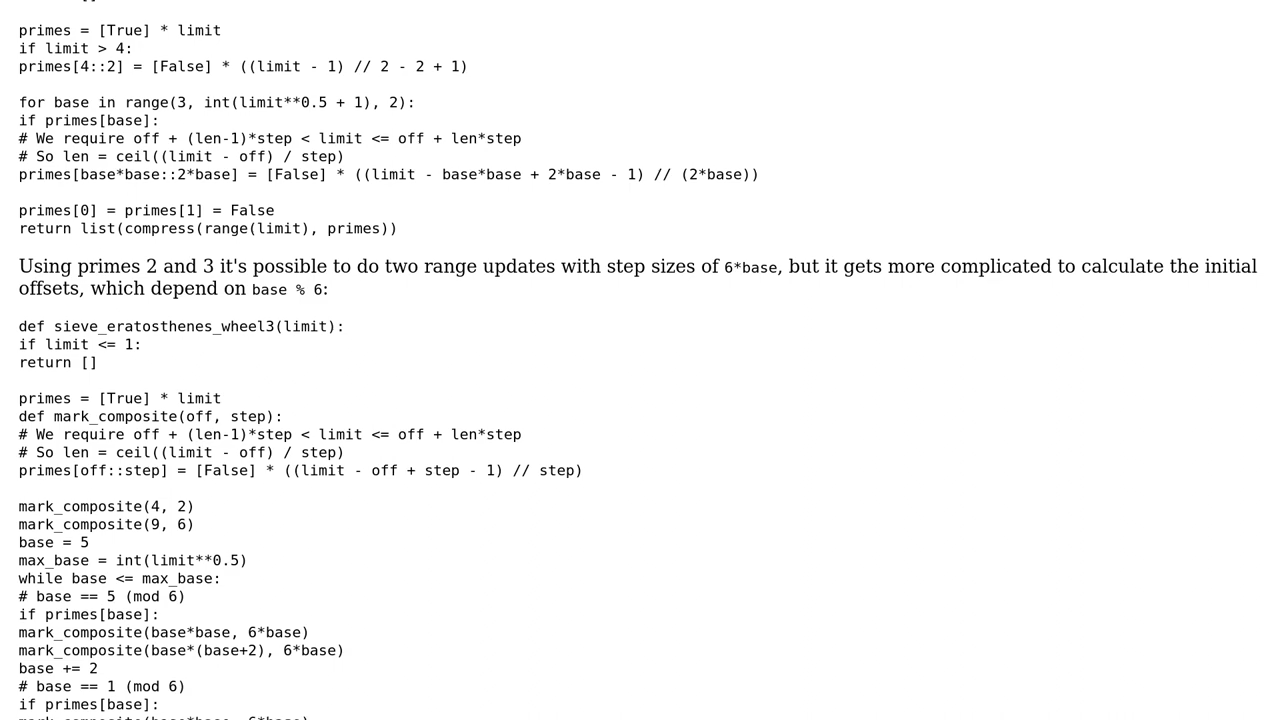 primes = [True] * limit
if limit > 4:
primes[4::2] = [False] * ((limit - 1) // 2 - 2 + 1)
for base in range(3, int(limit**0.5 + 1), 2):
if primes[base]:
# We require off + (len-1)*step < limit <= off + len*step
# So len = ceil((limit - off) / step)
primes[base*base::2*base] = [False] * ((limit - base*base + 2*base - 1) // (2*base))
primes[0] = primes[1] = False
return list(compress(range(limit), primes))
Using primes 2 and 3 it's possible to do two range updates with step sizes of 6*base, but it gets more complicated to calculate the initial
offsets, which depend on base % 6:
def sieve_eratosthenes_wheel3(limit):
if limit <= 1:
return []
primes = [True] * limit
def mark_composite(off, step):
# We require off + (len-1)*step < limit <= off + len*step
# So len = ceil((limit - off) / step)
primes[off::step] = [False] * ((limit - off + step - 1) // step)
mark_composite(4, 2)
mark_composite(9, 6)
base = 5
max_base = int(limit**0.5)
while base <= max_base:
# base == 5 (mod 6)
if primes[base]:
mark_composite(base*base, 6*base)
mark_composite(base*(base+2), 6*base)
base += 2
# base == 1 (mod 6)
if primes[base]:
mark_composite(base*base, 6*base)